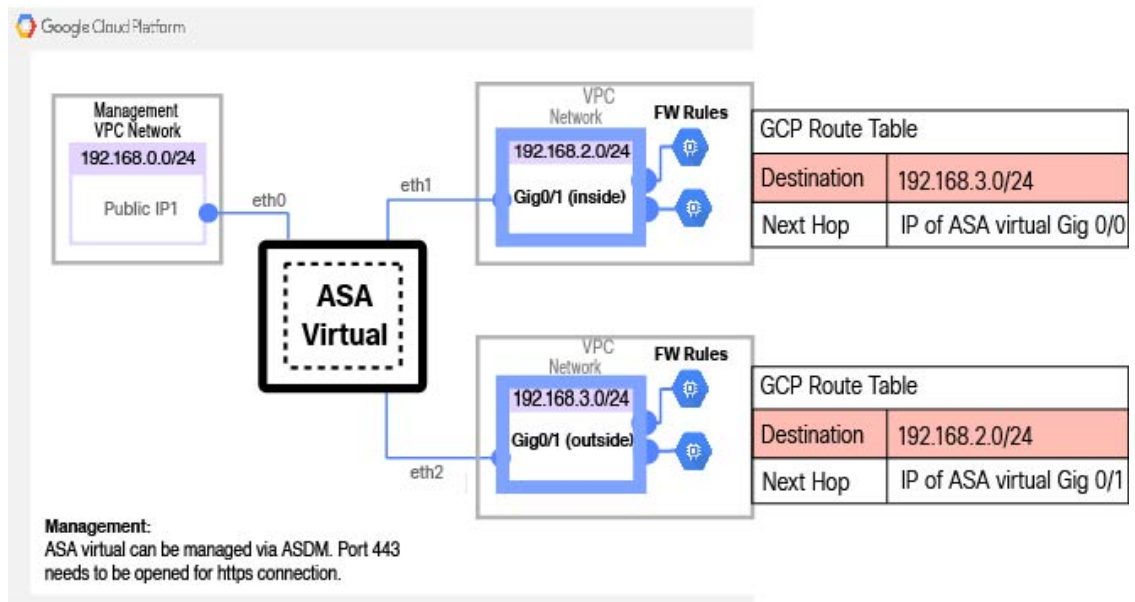 Google Cloud Platform
Management
VPC Network
192.168.0.0/24
Public IP1
eth0
eth1
ASA
Virtual
eth2
VPC
Network
FW Rules
192.168.2.0/24
Gig0/1 (inside)
GCP Route Table
Destination 192.168.3.0/24
Next Hop IP of ASA virtual Gig 0/0
VPC
Network
FW Rules
192.168.3.0/24
Gig0/1 (outside)
GCP Route Table
Destination 192.168.2.0/24
Next Hop IP of ASA virtual Gig 0/1
Management:
ASA virtual can be managed via ASDM. Port 443
needs to be opened for https connection.